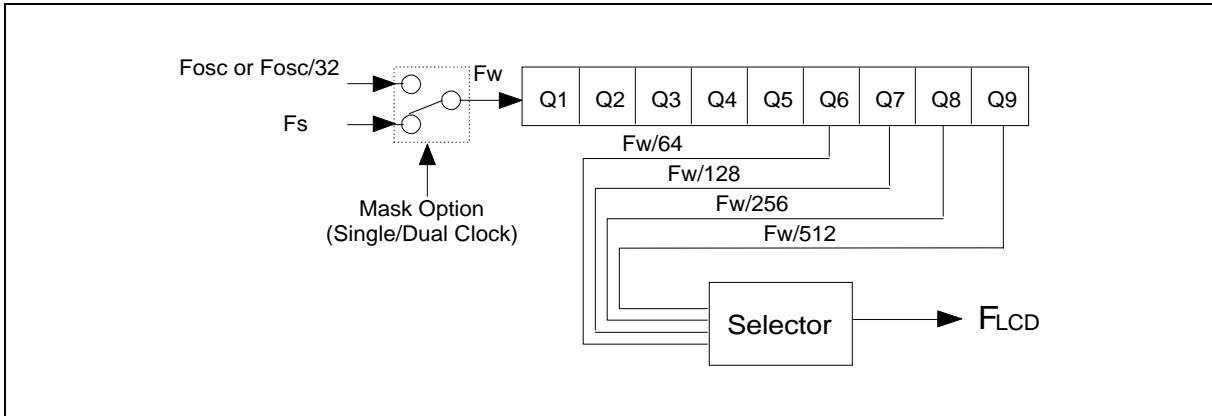 Fosc or Fosc/32
Fw
Q1 Q2 Q3 Q4 Q5 Q6 Q7 Q8 Q9
Fs
Fw/64
Fw/128
Mask Option
(Single/Dual Clock)
Fw/256
Fw/512
Selector
FLCD